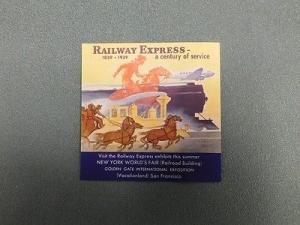 RAILWAY EXPRESS-
1839 - 1939 a century of service
Visit the Railway Express exhibits this summer
NEW YORK WORLD'S FAIR (Railroad Building)
GOLDEN GATE INTERNATIONAL EXPOSITION
(Vacationland) San Francisco